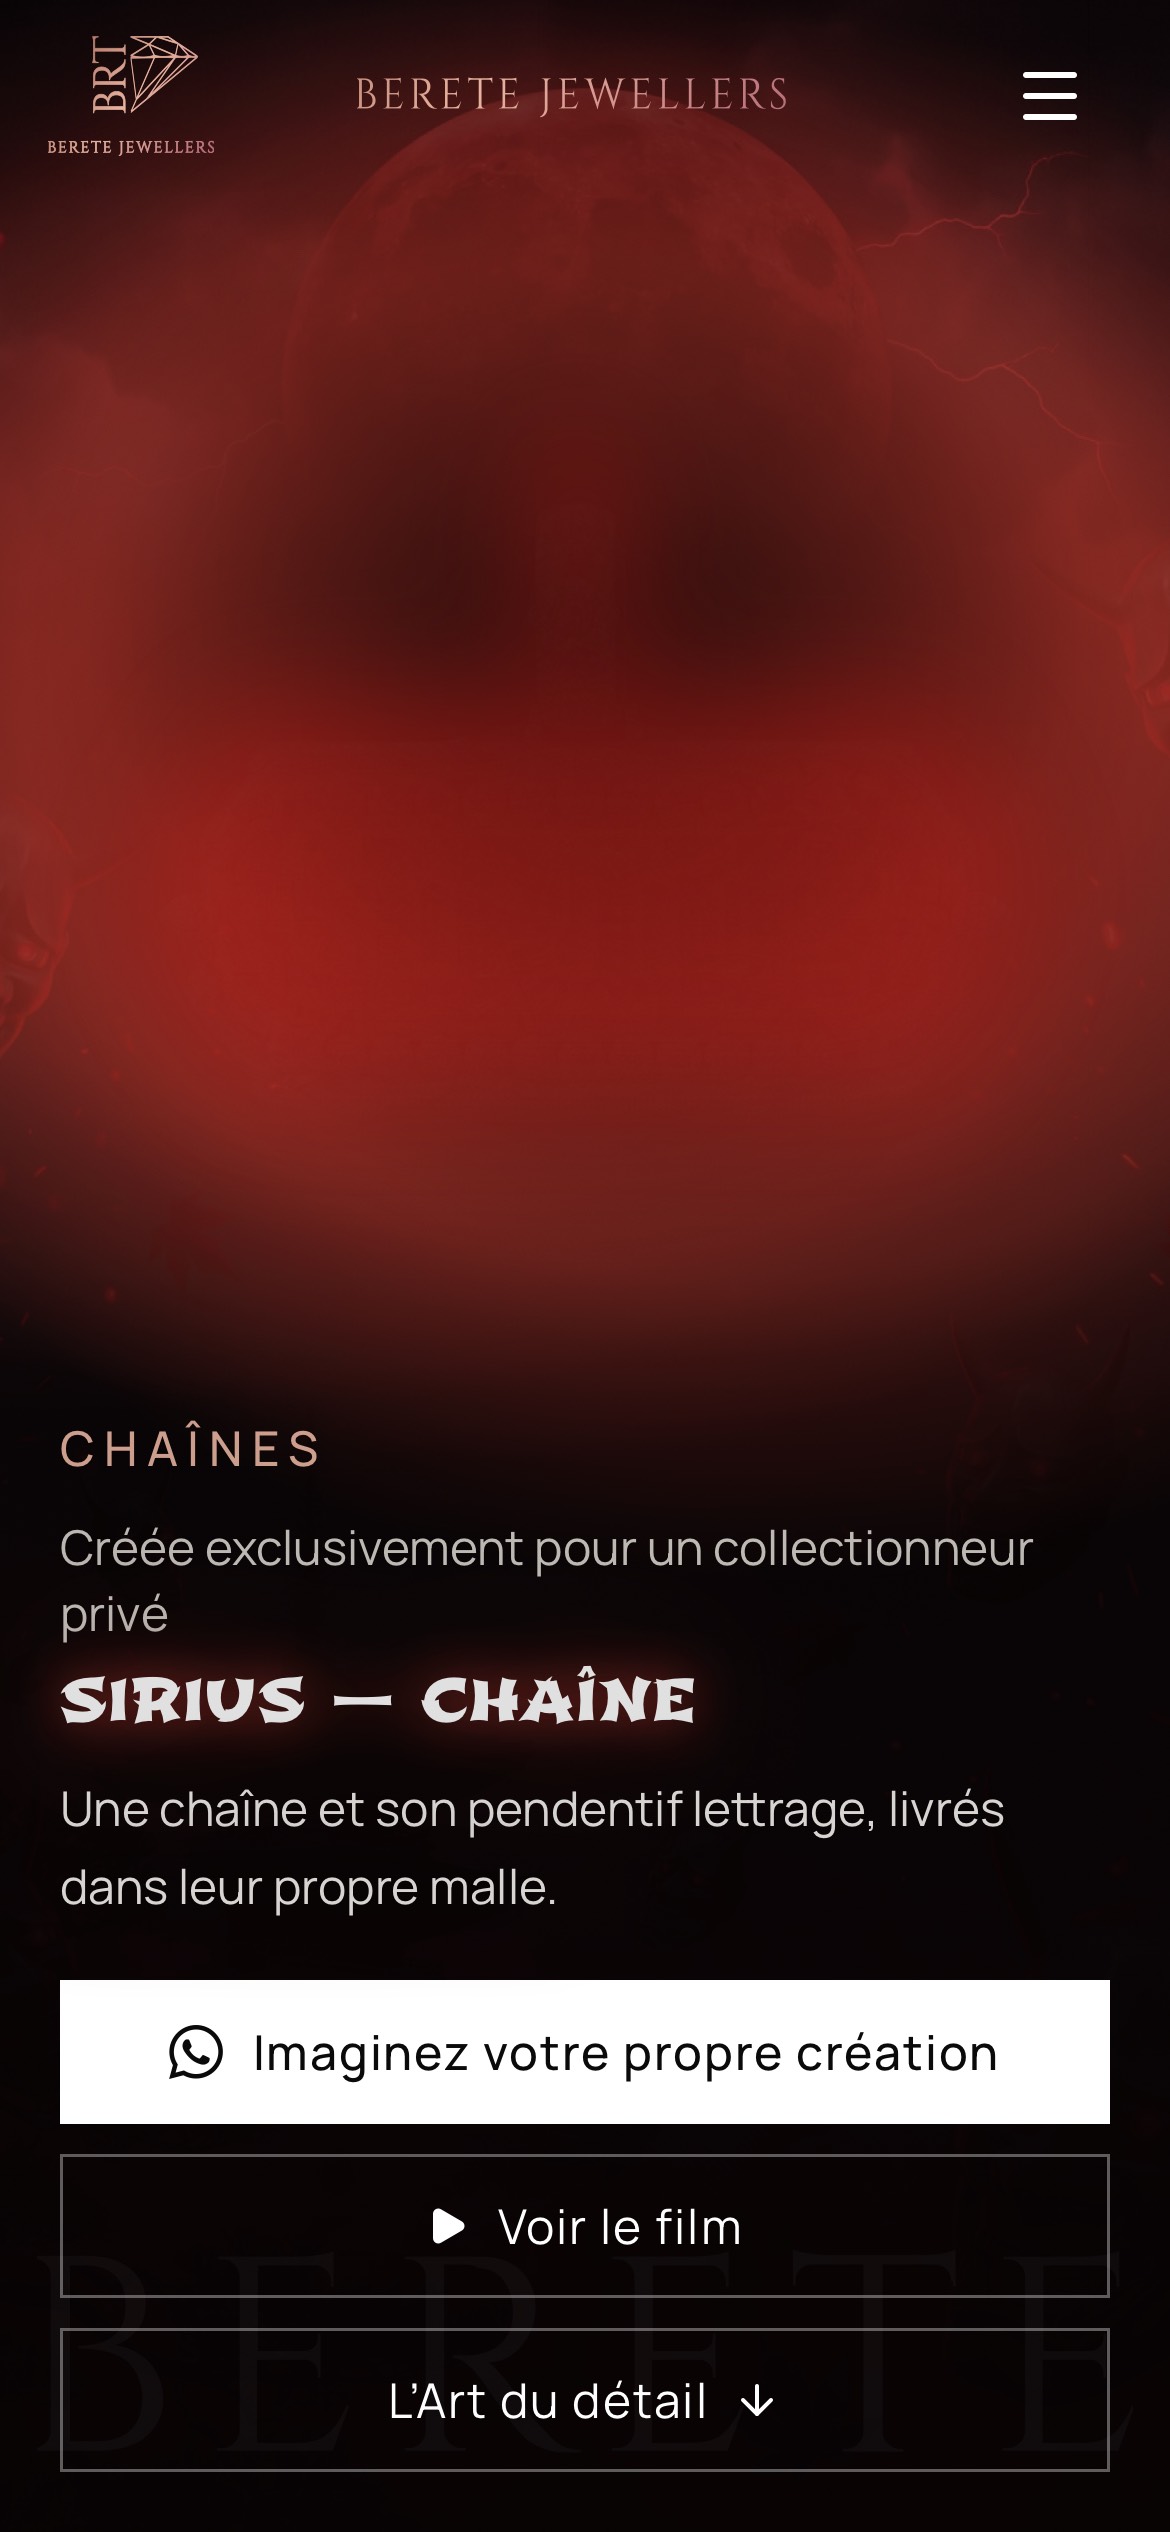 BRT
BERETE JEWELLERS
BERETE JEWELLERS
CHAÎNES
Créée exclusivement pour un collectionneur
privé
SIRIUS — CHAÎNE
Une chaîne et son pendentif lettrage, livrés
dans leur propre malle.
Imaginez votre propre création
Voir le film
BERETE
L’Art du détail ↓